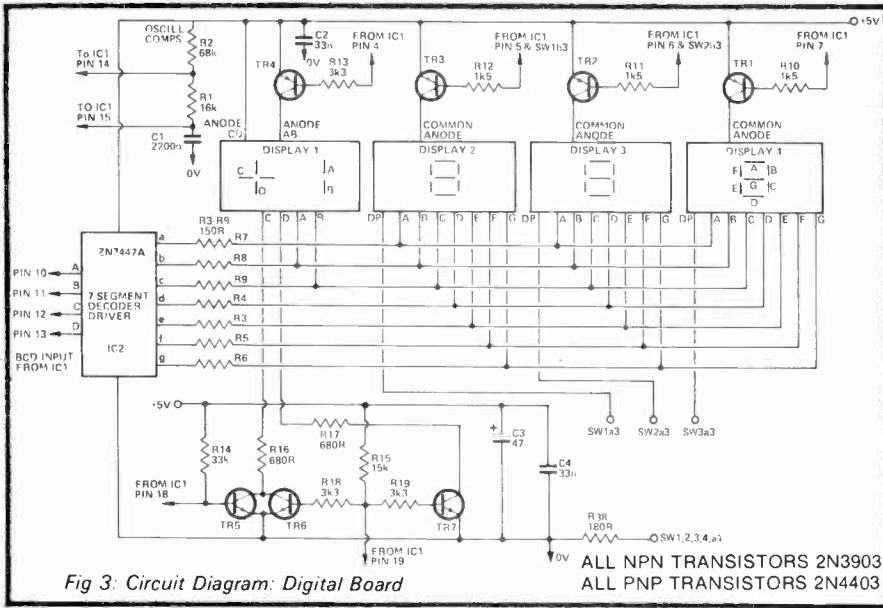 OSCILL
COMPS
R2
68k
To IC1
PIN 14
R1
16k
TO IC1
PIN 15
C1
2200n
0V
ANODE
CD
C2
33n
0V
TR4
R13
3k3
FROM IC1
PIN 4
ANODE
AB
TR3
R12
1k5
FROM IC1
PIN 5 & SW1b3
COMMON
ANODE
TR2
R11
1k5
FROM IC1
PIN 6 & SW2b3
COMMON
ANODE
TR1
R10
1k5
FROM IC1
PIN 7
COMMON
ANODE
+5V
DISPLAY 1
C D A B
C D A B
DISPLAY 2
DP A B C D E F G
DISPLAY 3
DP A B C D E F G
DISPLAY 4
F A B
E G C
D
DP A B C D E F G
R3 R9
150R
ZN7447A
7 SEGMENT
DECODER
DRIVER
IC2
PIN 10 A
PIN 11 B
PIN 12 C
PIN 13 D
BCD INPUT
FROM IC1
a R7
b R8
c R9
d R4
e R3
f R5
g R6
+5V
R14
33k
R16
680R
R17
680R
R15
15k
C3
+
C4
33n
SW1a3
SW2a3
SW3a3
FROM IC1
PIN 18
TR5
TR6
R18
3k3
R19
3k3
TR7
FROM IC1
PIN 19
R38
180R
0V
SW1,2,3,4,a1
ALL NPN TRANSISTORS 2N3903
ALL PNP TRANSISTORS 2N4403
Fig 3: Circuit Diagram: Digital Board